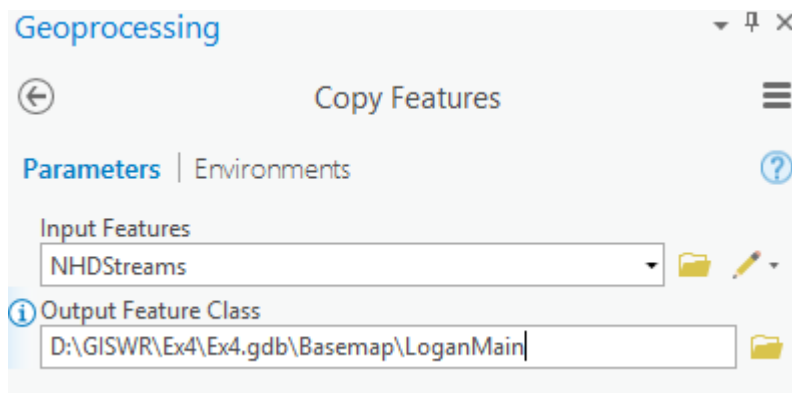 Geoprocessing
Copy Features
Parameters | Environments
Input Features
NHDStreams
Output Feature Class
D:\GISWR\Ex4\Ex4.gdb\Basemap\LoganMain